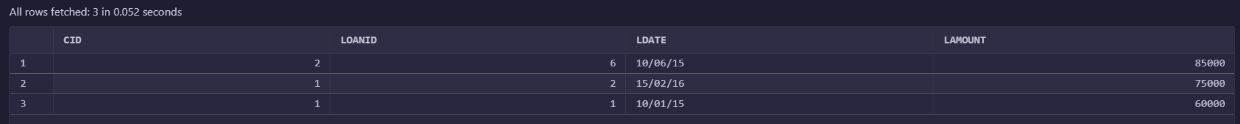 All rows fetched: 3 in 0.052 seconds
CID LOANID LDATE LAMOUNT
1 2 6 10/06/15 85000
2 1 2 15/02/16 75000
3 1 1 10/01/15 60000